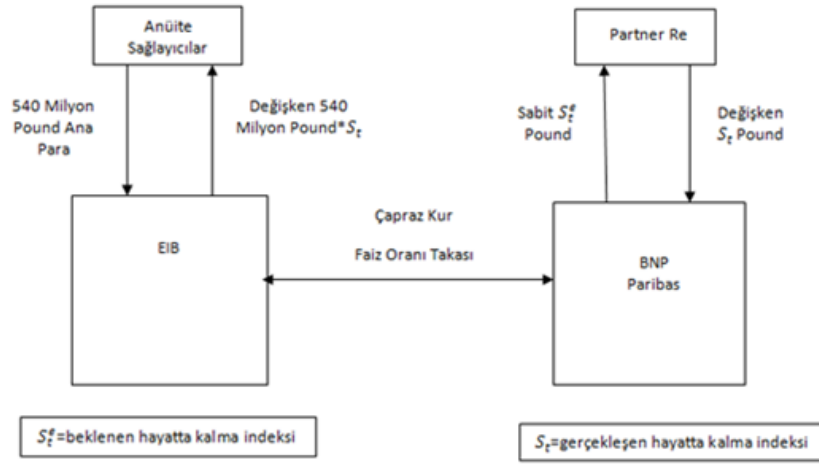 Anüite
Sağlayıcılar
Partner Re
540 Milyon
Pound Ana
Para
Değişken 540
Milyon Pound*Sₜ
Sabit Sₜᵉ
Pound
Değişken
Sₜ Pound
Çapraz Kur
Faiz Oranı Takası
EIB
BNP
Paribas
Sₜᵉ=beklenen hayatta kalma indeksi
Sₜ=gerçekleşen hayatta kalma indeksi